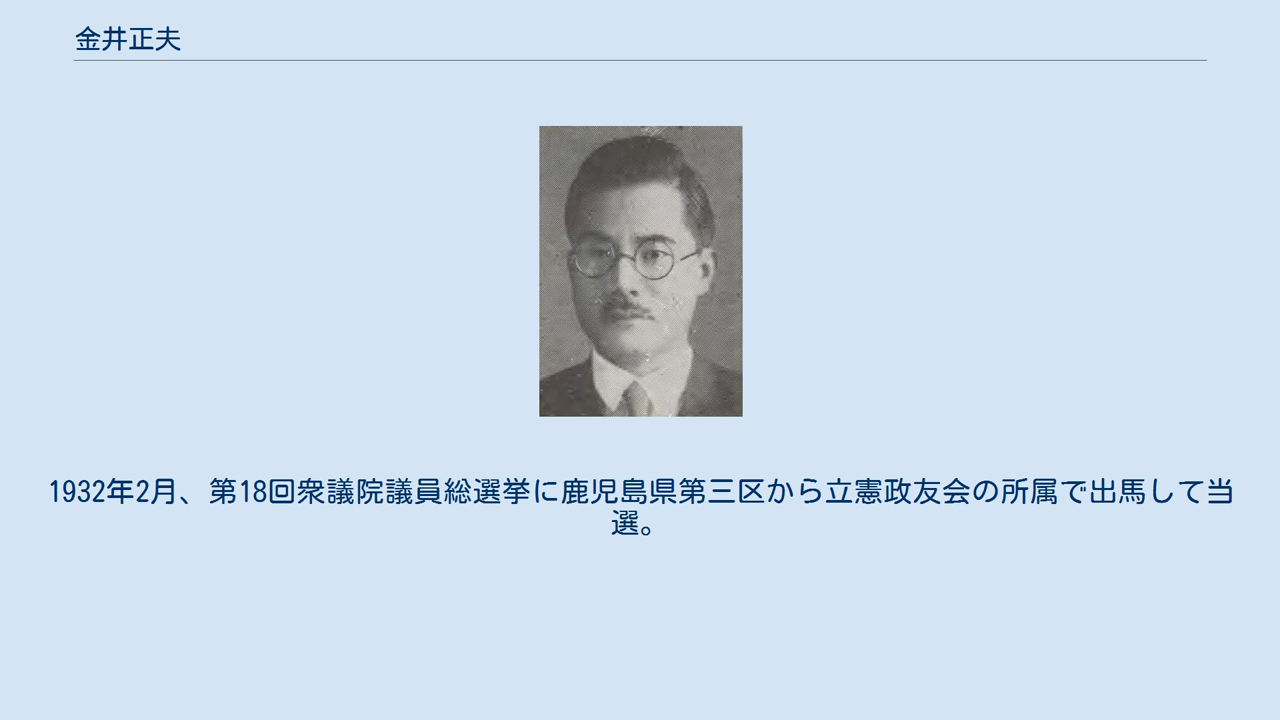 金井正夫
1932年2月、第18回衆議院議員総選挙に鹿児島県第三区から立憲政友会の所属で出馬して当
選。